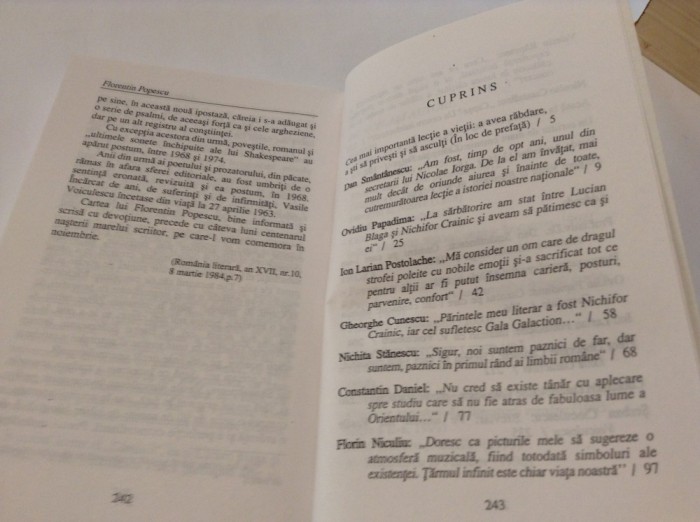 Florentin Popescu
pe sine, în această nouă ipostază, căreia i s-a adăugat și
o serie de psalmi, de aceeași forță ca și cele argheziene,
dar pe un alt registru al conștiinței.
Cu excepția acestora din urmă, poveștile, romanul și
"ultimele sonete închipuite ale lui Shakespeare" au
apărut postum, între 1968 și 1974.
Anii din urmă ai poetului și prozatorului, din păcate,
rămas în afara sferei editoriale, au fost umbriți de o
sentință eronată, revizuită și ea postum, în 1968.
Încărcat de ani, de suferinți și de infirmități, Vasile
Voiculescu încetase din viață la 27 aprilie 1963.
Cartea lui Florentin Popescu, bine informată și
scrisă cu devoțiune, precede cu câteva luni centenarul
nașterii marelui scriitor, pe care-l vom comemora în
noiembrie.
(România literară, an XVII, nr.10,
8 martie 1984,p.7)
242
CUPRINS
Cea mai importantă lecție a vieții: a avea răbdare,
a ști să privești și să asculți (În loc de prefață) / 5
Dan Smântânescu: „Am fost, timp de opt ani, unul din
secretarii lui Nicolae Iorga. De la el am învățat, mai
mult decât de oriunde aiurea și înainte de toate,
cutremurătoarea lecție a istoriei noastre naționale" / 9
Ovidiu Papadima: „La sărbătorire am stat între Lucian
Blaga și Nichifor Crainic și aveam să pătimesc ca și
ei" / 25
Ion Larian Postolache: „Mă consider un om care de dragul
strofei poleite cu nobile emoții și-a sacrificat tot ce
pentru alții ar fi putut însemna carieră, posturi,
parvenire, confort" / 42
Gheorghe Cunescu: „Părintele meu literar a fost Nichifor
Crainic, iar cel sufletesc Gala Galaction..." / 58
Nichita Stănescu: „Sigur, noi suntem paznici de far, dar
suntem, paznici în primul rând ai limbii române" / 68
Constantin Daniel: „Nu cred să existe tânăr cu aplecare
spre studiu care să nu fie atras de fabuloasa lume a
Orientului..." / 77
Florin Niculiu: „Doresc ca picturile mele să sugereze o
atmosferă muzicală, fiind totodată simboluri ale
existenței. Țărmul infinit este chiar viața noastră" / 97
243